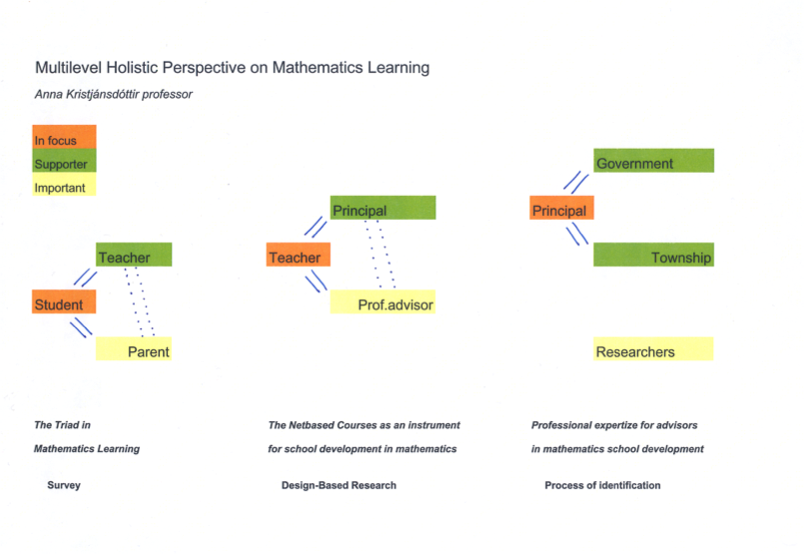 Multilevel Holistic Perspective on Mathematics Learning
Anna Kristjánsdóttir professor
In focus
Supporter
Important
Teacher
Student
Parent
Principal
Teacher
Prof.advisor
Government
Principal
Township
Researchers
The Triad in
Mathematics Learning
Survey
The Netbased Courses as an instrument
for school development in mathematics
Design-Based Research
Professional expertize for advisors
in mathematics school development
Process of identification